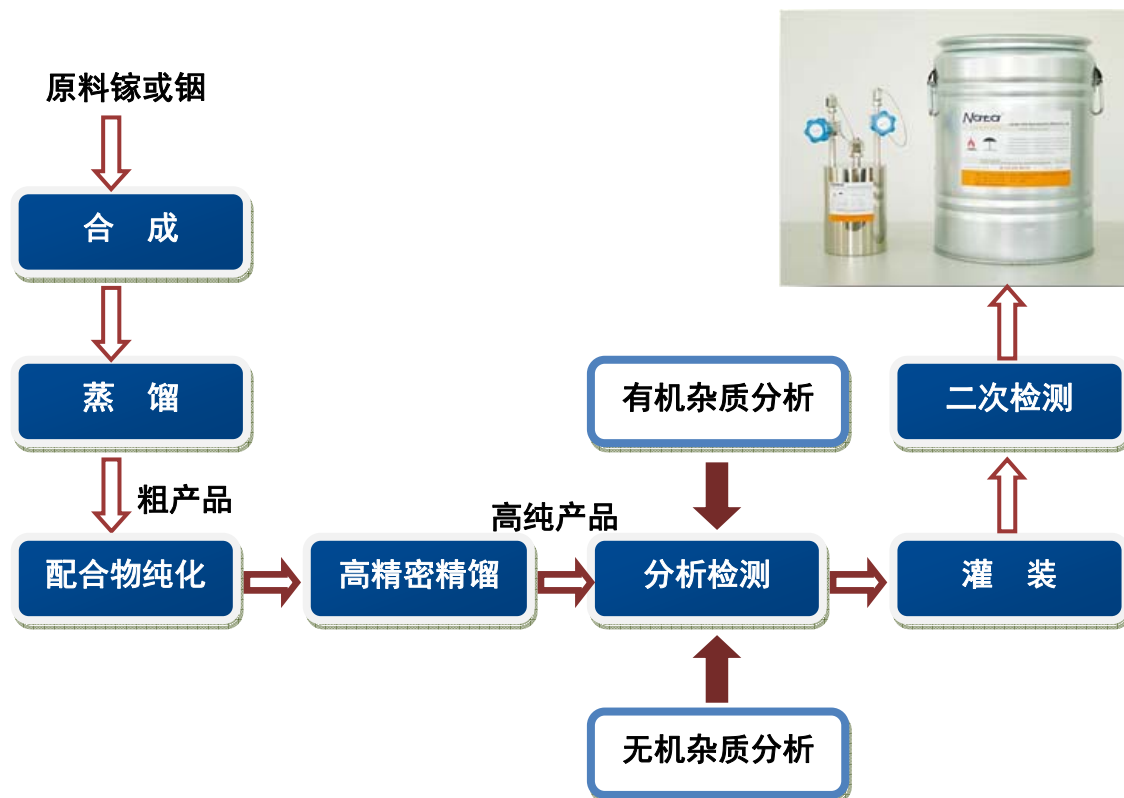 原料镓或铟
合 成
蒸 馏
粗产品
配合物纯化
高精密精馏
高纯产品
分析检测
有机杂质分析
无机杂质分析
灌 装
二次检测
Nata